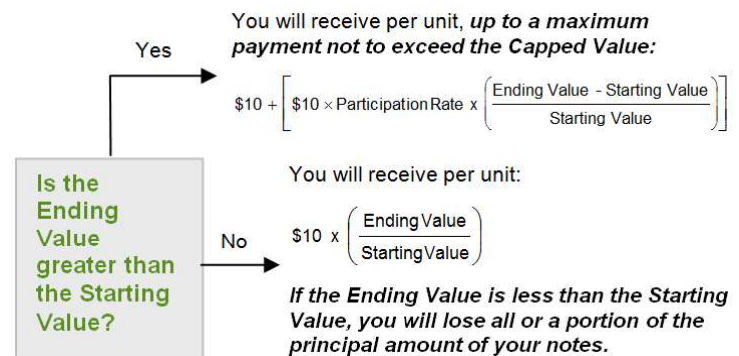 You will receive per unit, up to a maximum
payment not to exceed the Capped Value:
Yes
$10 + [ $10 × Participation Rate x ( Ending Value - Starting Value / Starting Value ) ]
Is the
Ending
Value
greater than
the Starting
Value?
No
You will receive per unit:
$10 x ( Ending Value / Starting Value )
If the Ending Value is less than the Starting
Value, you will lose all or a portion of the
principal amount of your notes.